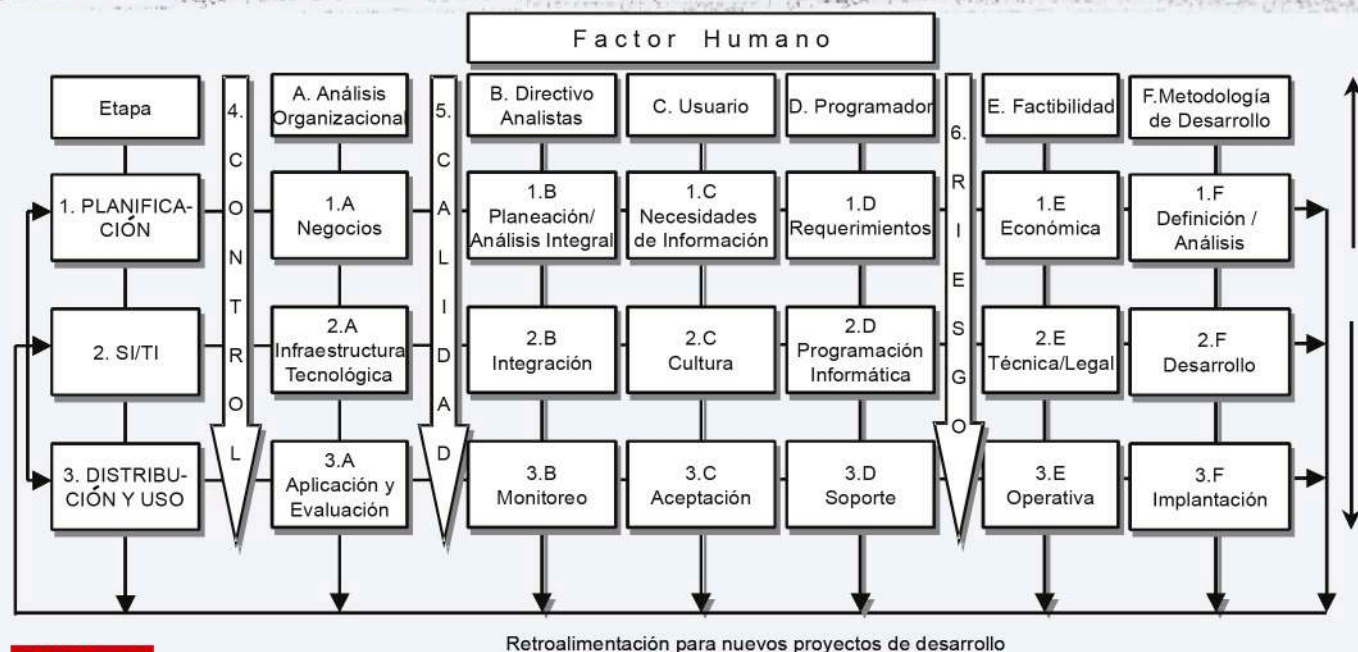 Factor Humano
Etapa
4. CONTROL
A. Análisis
Organizacional
5. CALIDAD
B. Directivo
Analistas
C. Usuario
D. Programador
6. RIESGO
E. Factibilidad
F.Metodología
de Desarrollo
1. PLANIFICA-
CIÓN
1.A
Negocios
1.B
Planeación/
Análisis Integral
1.C
Necesidades
de Información
1.D
Requerimientos
1.E
Económica
1.F
Definición /
Análisis
2. SI/TI
2.A
Infraestructura
Tecnológica
2.B
Integración
2.C
Cultura
2.D
Programación
Informática
2.E
Técnica/Legal
2.F
Desarrollo
3. DISTRIBU-
CIÓN Y USO
3.A
Aplicación y
Evaluación
3.B
Monitoreo
3.C
Aceptación
3.D
Soporte
3.E
Operativa
3.F
Implantación
Retroalimentación para nuevos proyectos de desarrollo